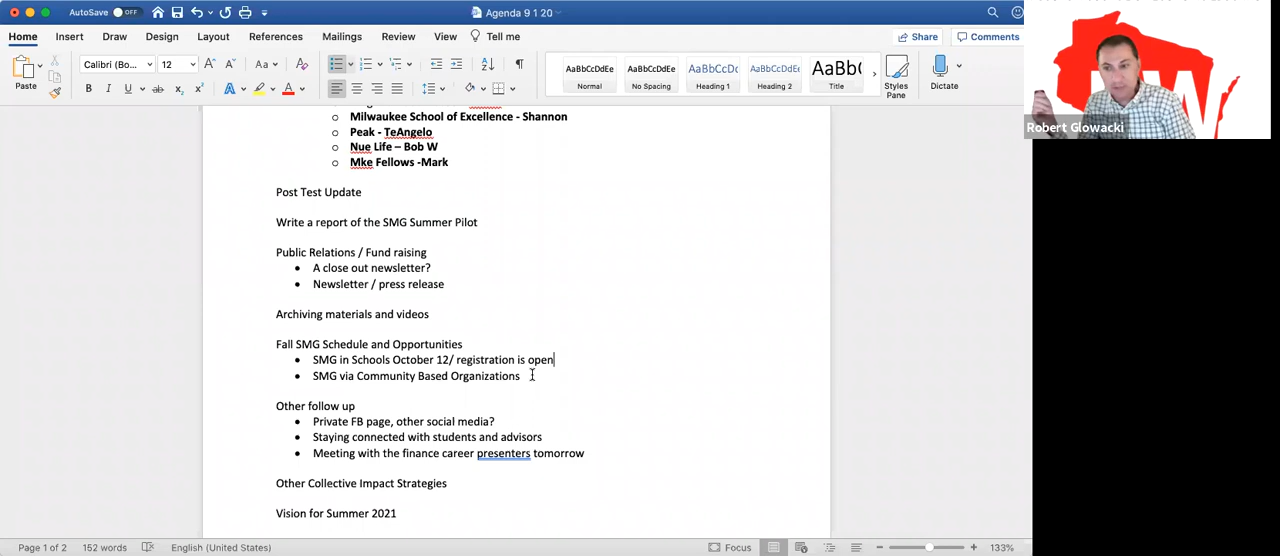 AutoSave OFF Agenda 9 1 20
Home Insert Draw Design Layout References Mailings Review View Tell me Share Comments
Paste Calibri (Bo... 12 Aa AaBbCcDdEe AaBbCcDdEe AaBbCcDc AaBbCcDdEe AaBb(
B I U ab x A A Normal No Spacing Heading 1 Heading 2 Title Styles Pane Dictate
Robert Glowacki
Milwaukee School of Excellence - Shannon
Peak - TeAngelo
Nue Life – Bob W
Mke Fellows -Mark
Post Test Update
Write a report of the SMG Summer Pilot
Public Relations / Fund raising
A close out newsletter?
Newsletter / press release
Archiving materials and videos
Fall SMG Schedule and Opportunities
SMG in Schools October 12/ registration is open
SMG via Community Based Organizations
Other follow up
Private FB page, other social media?
Staying connected with students and advisors
Meeting with the finance career presenters tomorrow
Other Collective Impact Strategies
Vision for Summer 2021
Page 1 of 2 152 words English (United States) Focus 133%